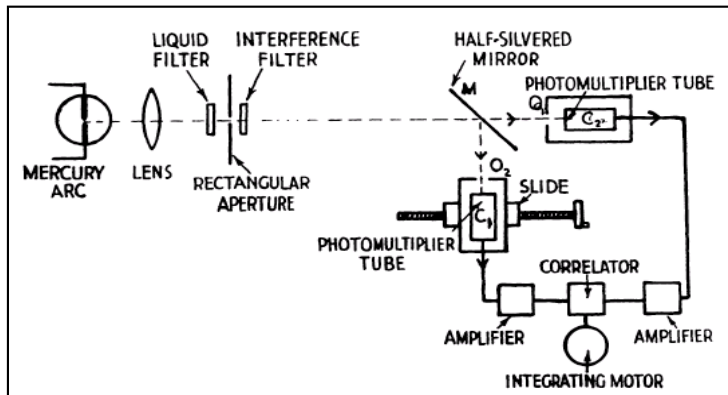 LIQUID
FILTER
INTERFERENCE
FILTER
HALF-SILVERED
MIRROR
M
PHOTOMULTIPLIER TUBE
C₂
MERCURY
ARC
LENS
RECTANGULAR
APERTURE
O₂
SLIDE
C₁
PHOTOMULTIPLIER
TUBE
CORRELATOR
AMPLIFIER
AMPLIFIER
INTEGRATING MOTOR